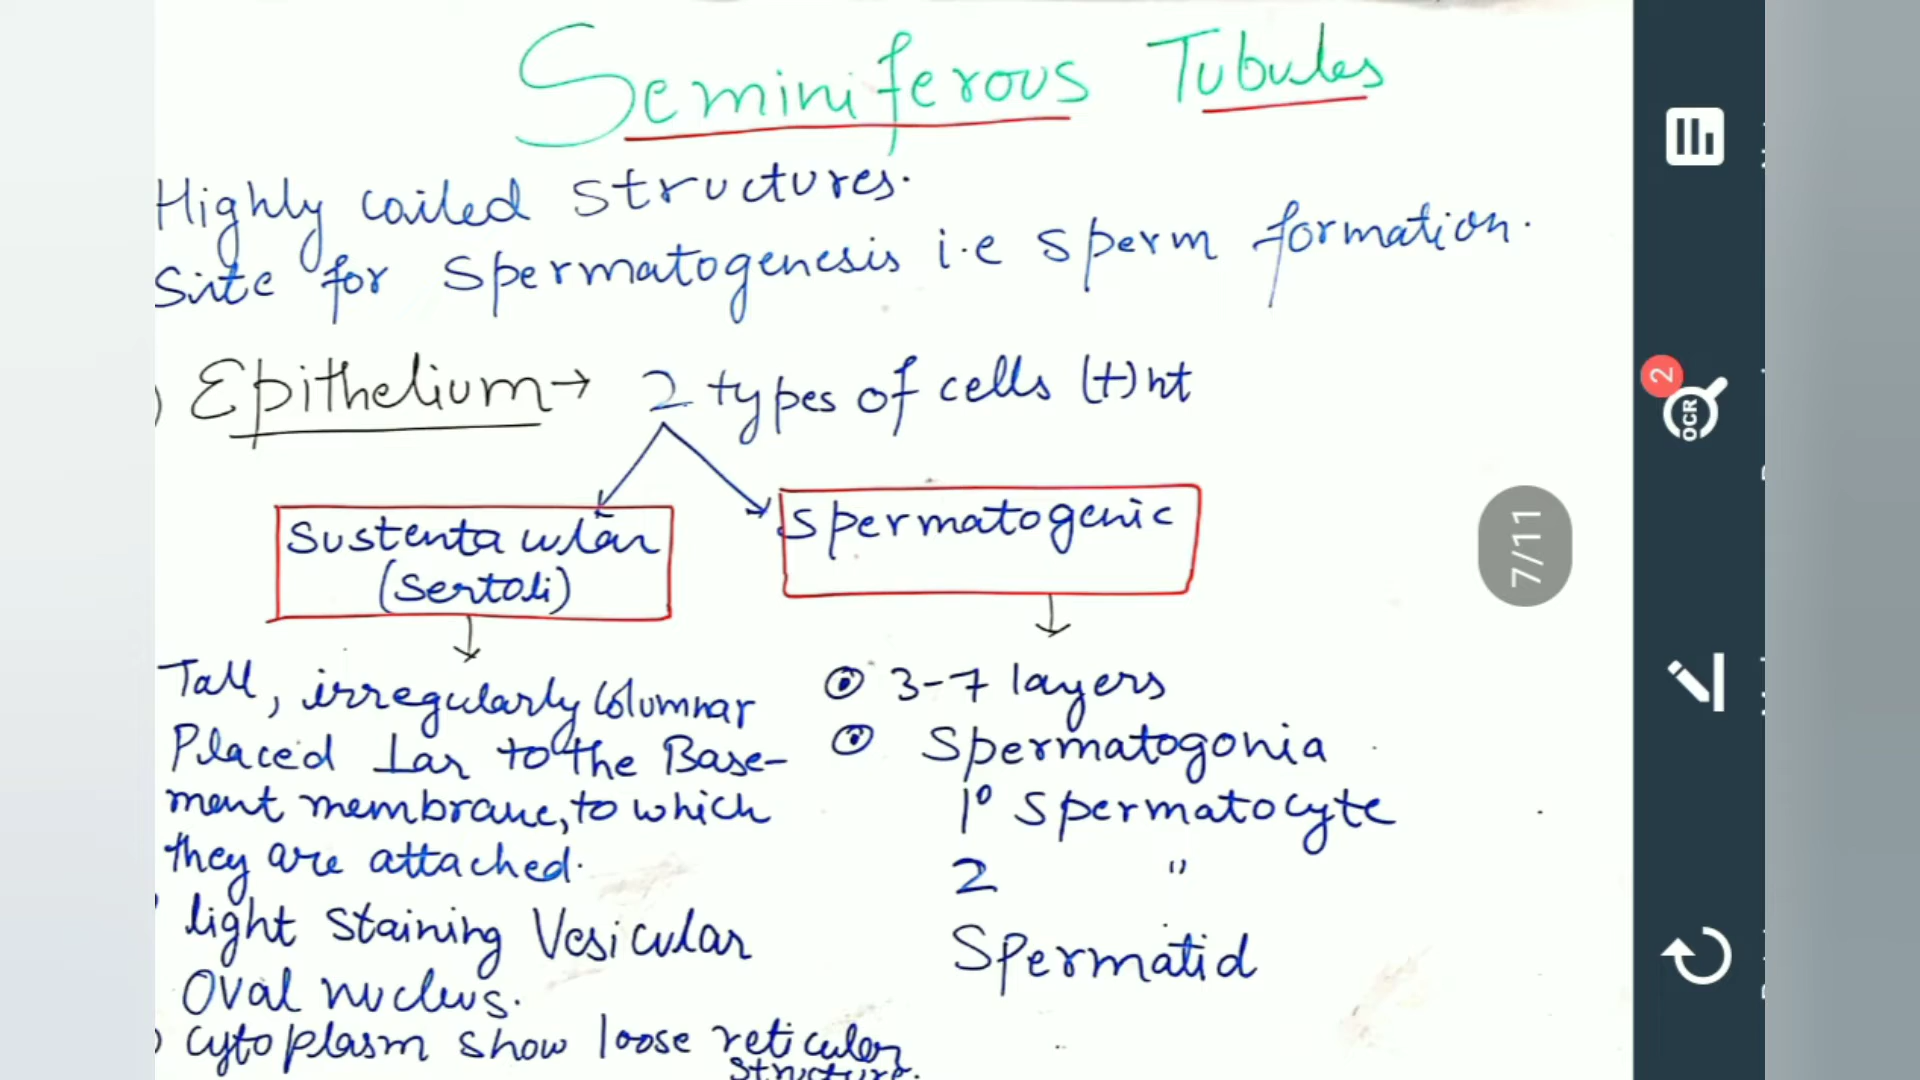 Seminiferous Tubules
Highly coiled structures.
Site for Spermatogenesis i.e sperm formation.
) Epithelium → 2 types of cells (+)nt
Sustentacular
(Sertoli)
Spermatogenic
Tall, irregularly Columnar
Placed ⊥ar to the Base-
ment membrane, to which
they are attached.
light staining Vesicular
Oval nucleus.
) Cytoplasm show loose reticular
structure.
⊙ 3-7 layers
⊙ Spermatogonia
1° Spermatocyte
2 "
Spermatid
7/11
2
OCR